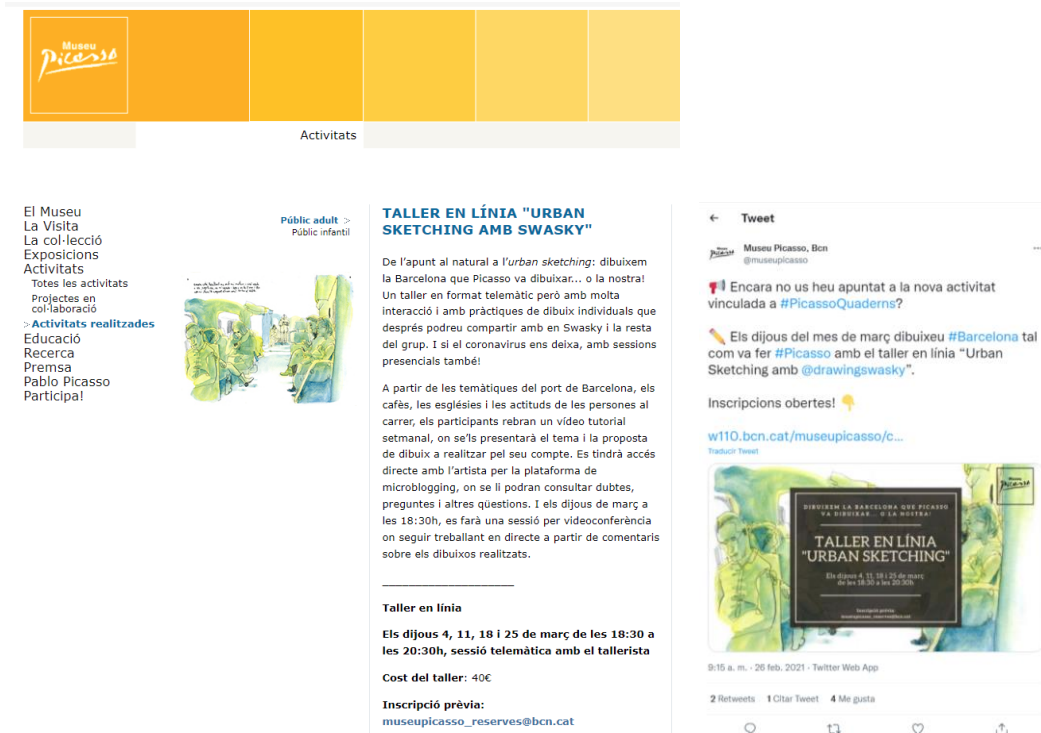 Museu
Picasso
Activitats
El Museu
La Visita
La col·lecció
Exposicions
Activitats
Totes les activitats
Projectes en
col·laboració
>Activitats realitzades
Educació
Recerca
Premsa
Pablo Picasso
Participa!
Públic adult >
Públic infantil
TALLER EN LÍNIA "URBAN
SKETCHING AMB SWASKY"
De l’apunt al natural a l’urban sketching: dibuixem
la Barcelona que Picasso va dibuixar... o la nostra!
Un taller en format telemàtic però amb molta
interacció i amb pràctiques de dibuix individuals que
després podreu compartir amb en Swasky i la resta
del grup. I si el coronavirus ens deixa, amb sessions
presencials també!
A partir de les temàtiques del port de Barcelona, els
cafès, les esglésies i les actituds de les persones al
carrer, els participants rebran un vídeo tutorial
setmanal, on se’ls presentarà el tema i la proposta
de dibuix a realitzar pel seu compte. Es tindrà accés
directe amb l’artista per la plataforma de
microblogging, on se li podran consultar dubtes,
preguntes i altres qüestions. I els dijous de març a
les 18:30h, es farà una sessió per videoconferència
on seguir treballant en directe a partir de comentaris
sobre els dibuixos realitzats.
____________________
Taller en línia
Els dijous 4, 11, 18 i 25 de març de les 18:30 a
les 20:30h, sessió telemàtica amb el tallerista
Cost del taller: 40€
Inscripció prèvia:
museupicasso_reserves@bcn.cat
← Tweet
Museu Picasso, Bcn
@museupicasso
Encara no us heu apuntat a la nova activitat
vinculada a #PicassoQuaderns?
Els dijous del mes de març dibuixeu #Barcelona tal
com va fer #Picasso amb el taller en línia “Urban
Sketching amb @drawingswasky”.
Inscripcions obertes!
w110.bcn.cat/museupicasso/c...
Traducir Tweet
Museu
Picasso
DIBUIXEM LA BARCELONA QUE PICASSO
VA DIBUIXAR... O LA NOSTRA!
TALLER EN LÍNIA
"URBAN SKETCHING"
Els dijous 4, 11, 18 i 25 de març
de les 18:30 a les 20:30h.
Inscripció prèvia
museupicasso_reserves@bcn.cat
9:15 a. m. · 26 feb. 2021 · Twitter Web App
2 Retweets 1 Citar Tweet 4 Me gusta